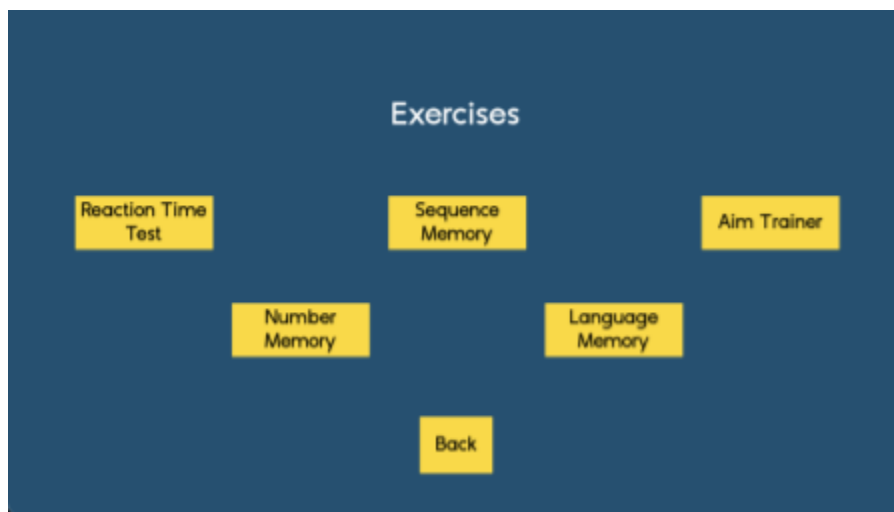 Exercises
Reaction Time
Test
Sequence
Memory
Aim Trainer
Number
Memory
Language
Memory
Back